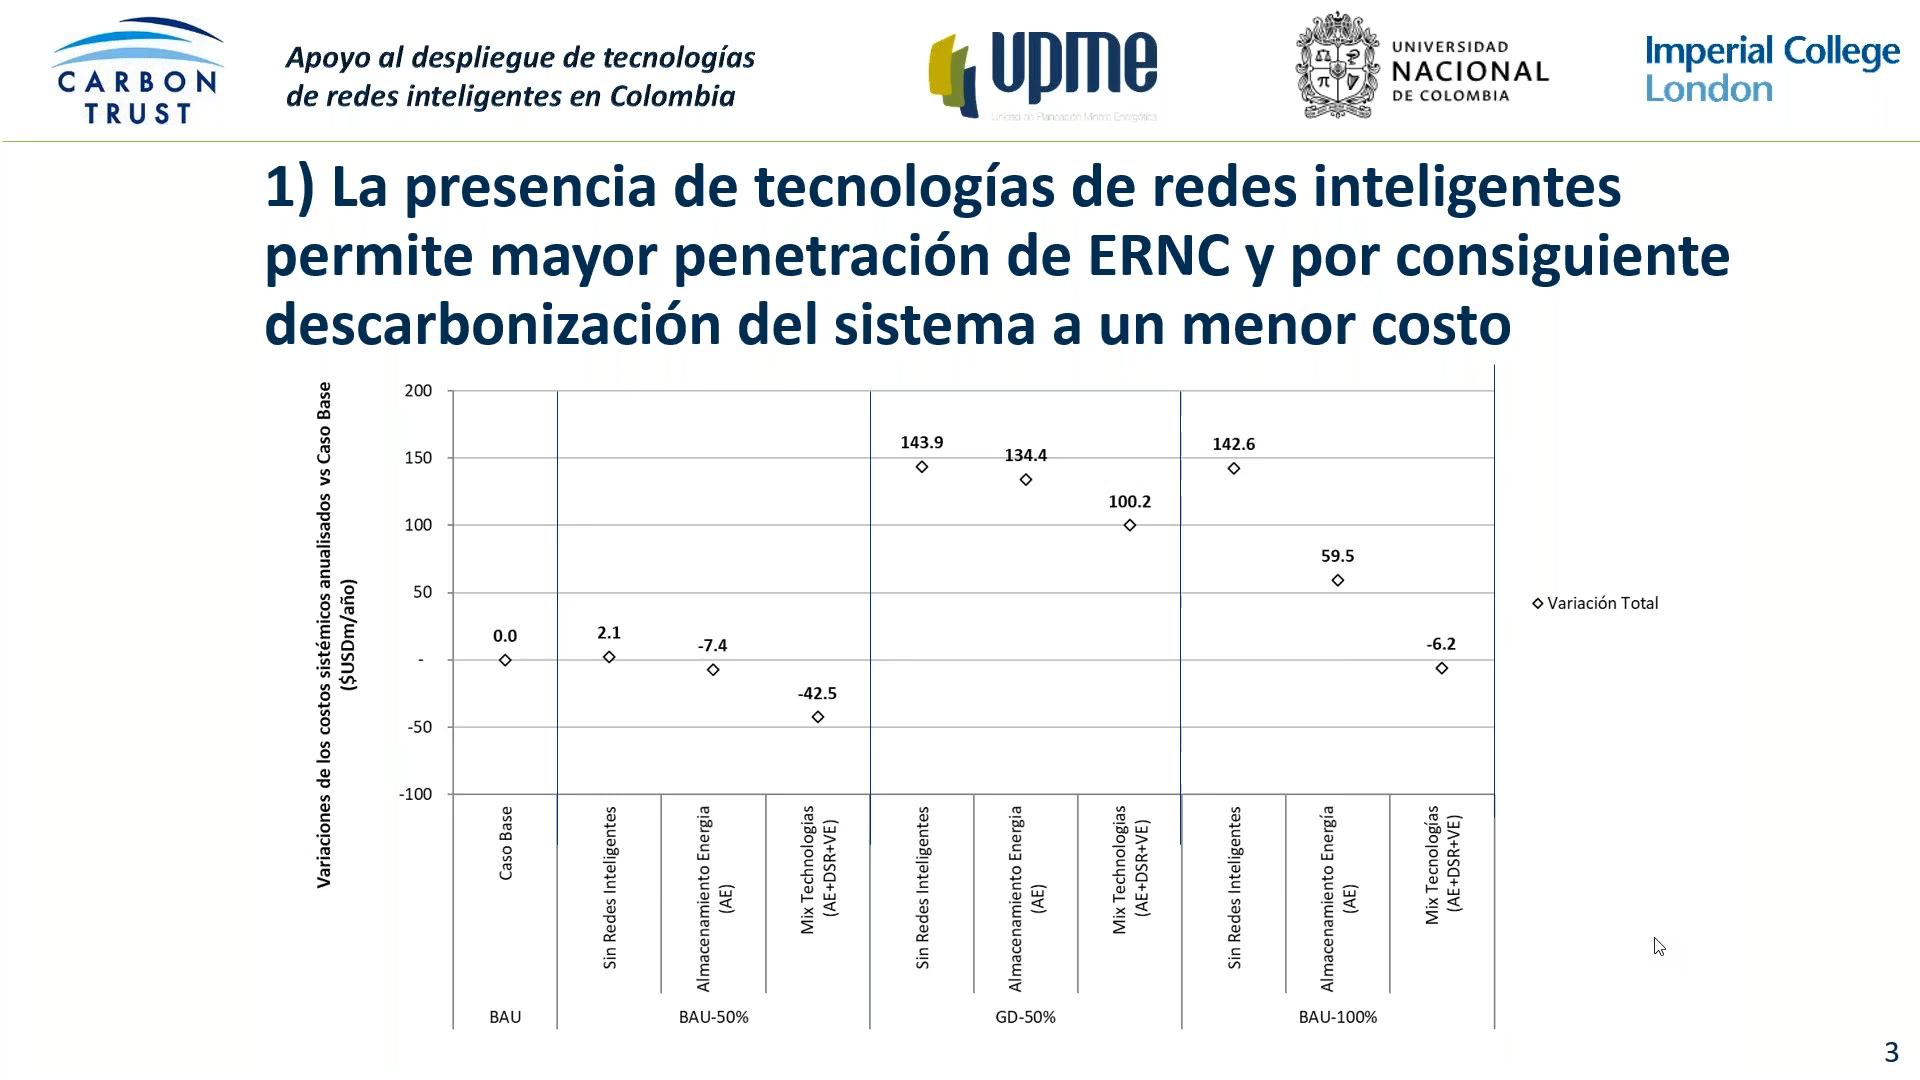 CARBON
TRUST
Apoyo al despliegue de tecnologías
de redes inteligentes en Colombia
upme
Unidad de Planeación Minero Energética
UNIVERSIDAD
NACIONAL
DE COLOMBIA
Imperial College
London
1) La presencia de tecnologías de redes inteligentes
permite mayor penetración de ERNC y por consiguiente
descarbonización del sistema a un menor costo
Variaciones de los costos sistémicos anualisados vs Caso Base
($USDm/año)
200
150
100
50
-
-50
-100
0.0
2.1
-7.4
-42.5
143.9
134.4
100.2
142.6
59.5
-6.2
Variación Total
Caso Base
Sin Redes Inteligentes
Almacenamiento Energia
(AE)
Mix Technologias
(AE+DSR+VE)
Sin Redes Inteligentes
Almacenamiento Energia
(AE)
Mix Technologias
(AE+DSR+VE)
Sin Redes Inteligentes
Almacenamiento Energía
(AE)
Mix Tecnologías
(AE+DSR+VE)
BAU
BAU-50%
GD-50%
BAU-100%
3